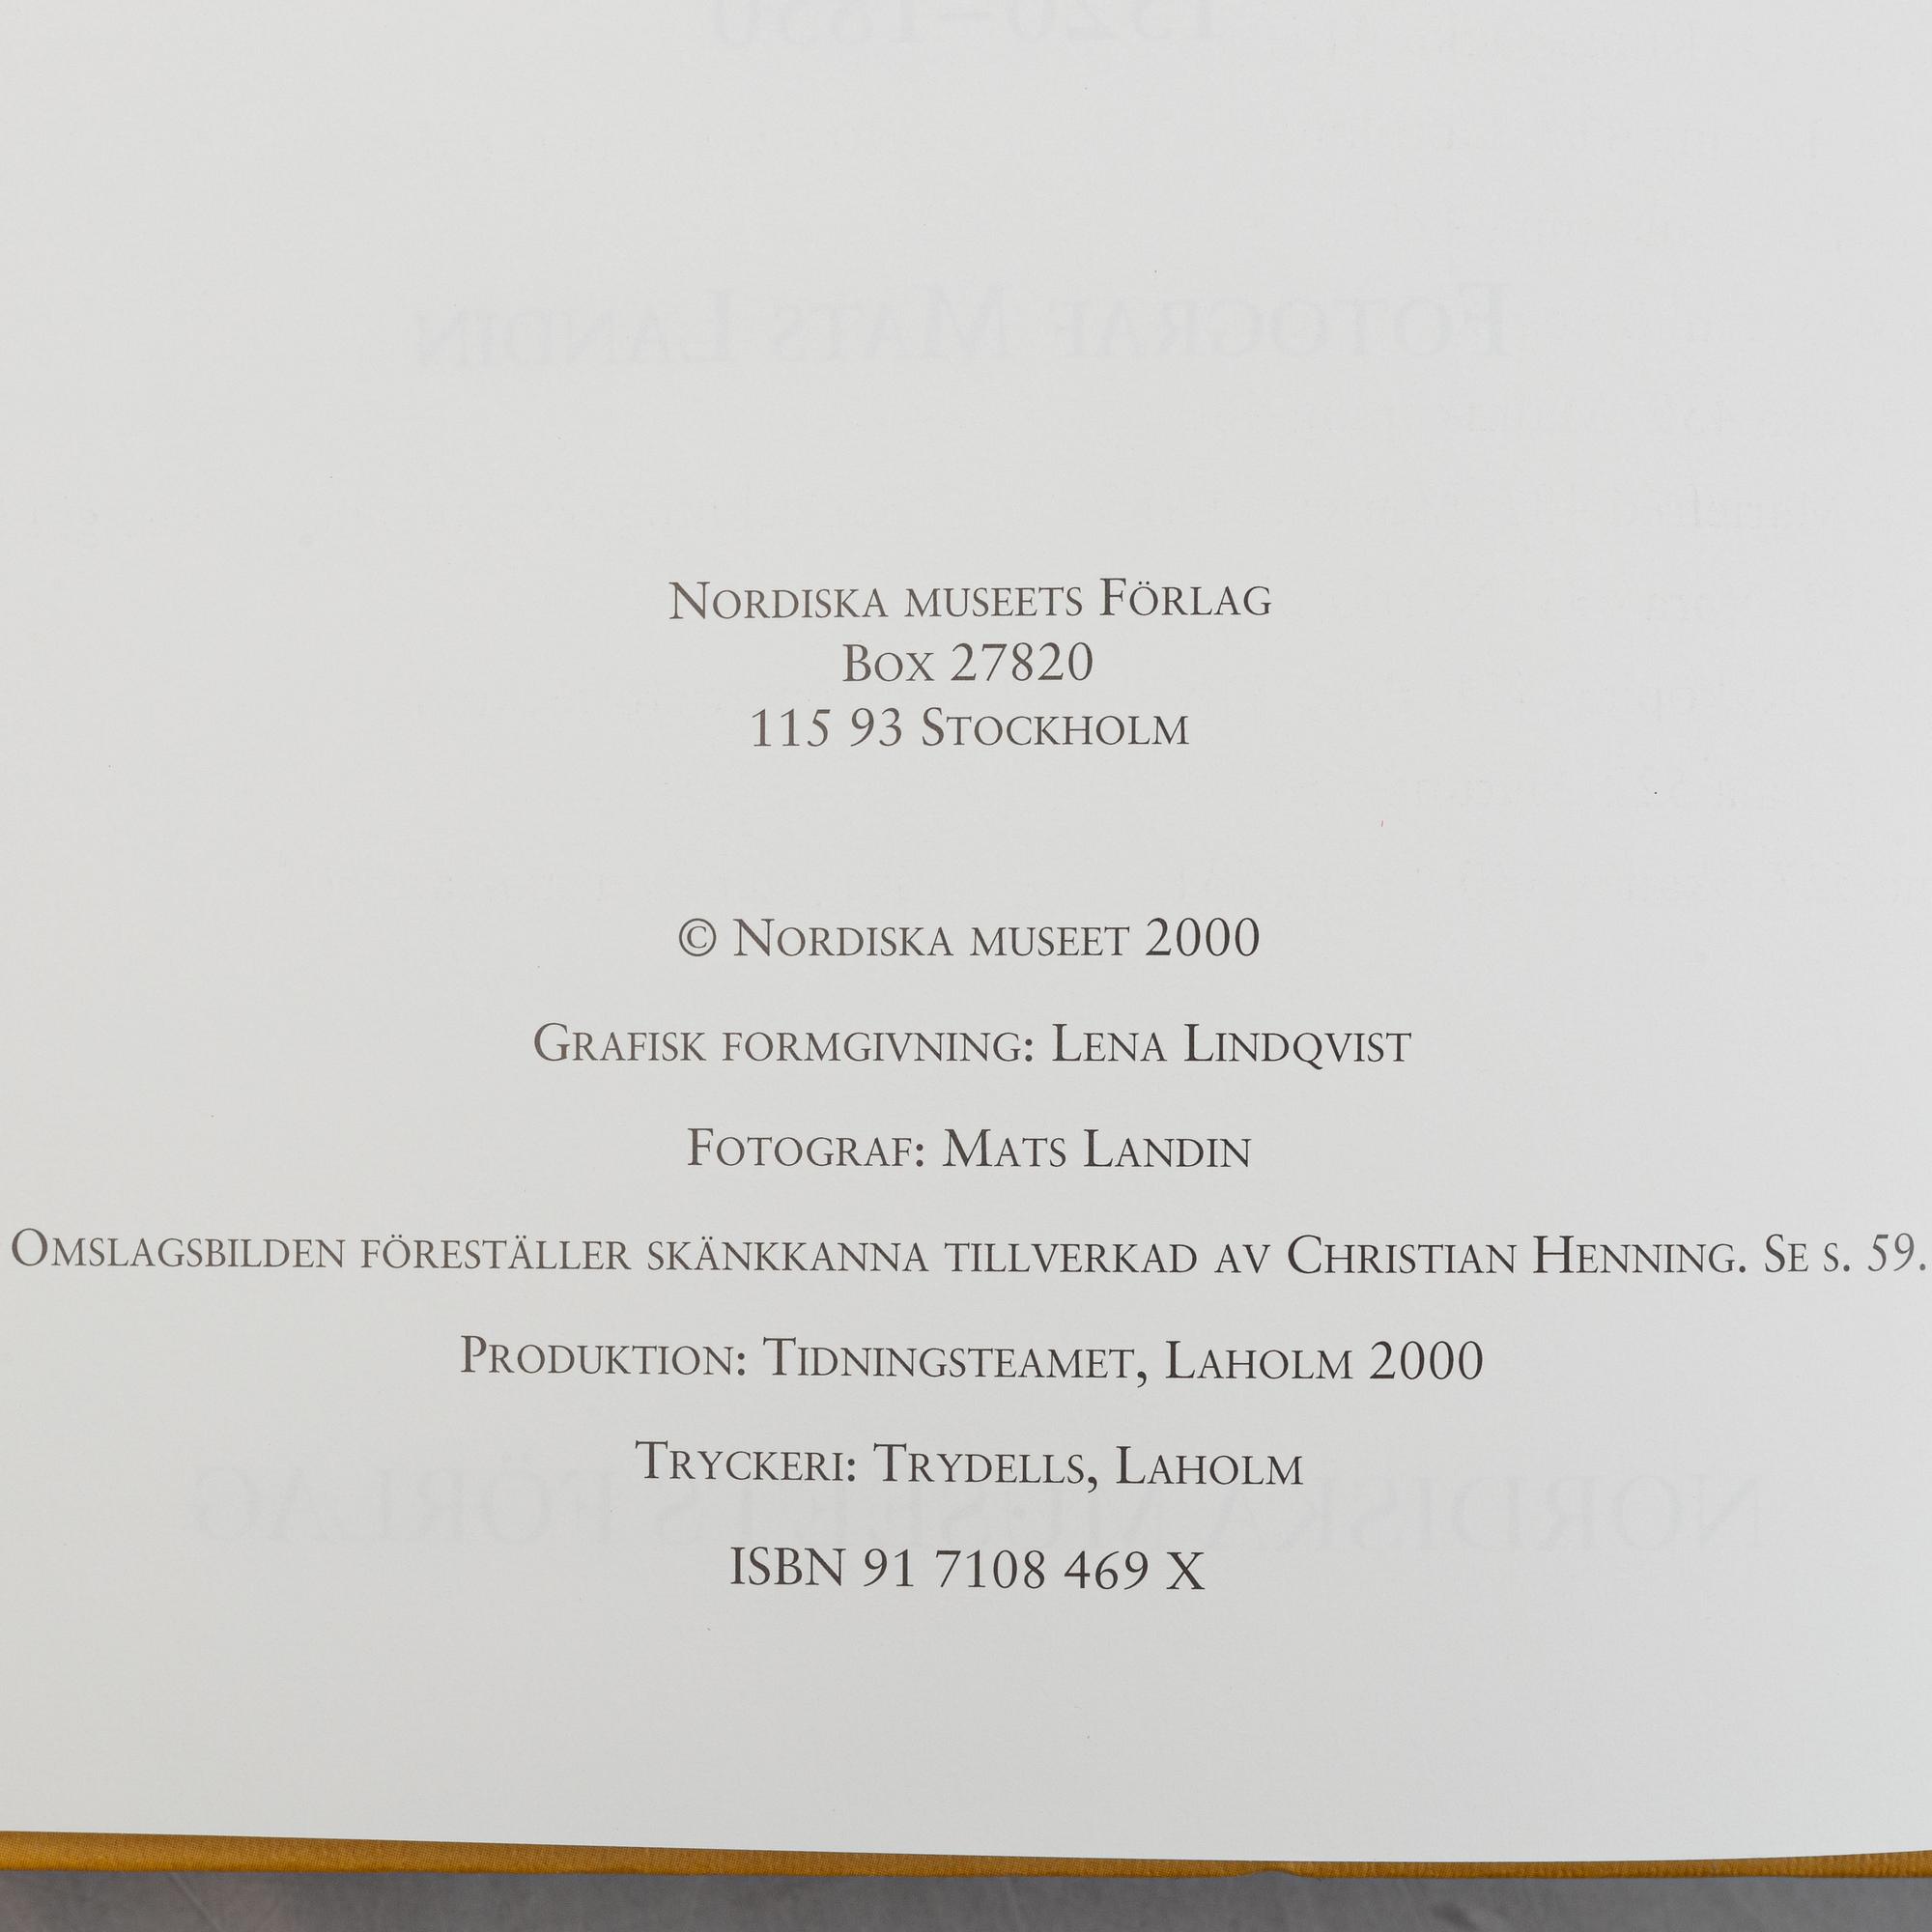 Nordiska museets Förlag
Box 27820
115 93 Stockholm
© Nordiska museet 2000
Grafisk formgivning: Lena Lindqvist
Fotograf: Mats Landin
Omslagsbilden föreställer skänkkanna tillverkad av Christian Henning. Se s. 59.
Produktion: Tidningsteamet, Laholm 2000
Tryckeri: Trydells, Laholm
ISBN 91 7108 469 X